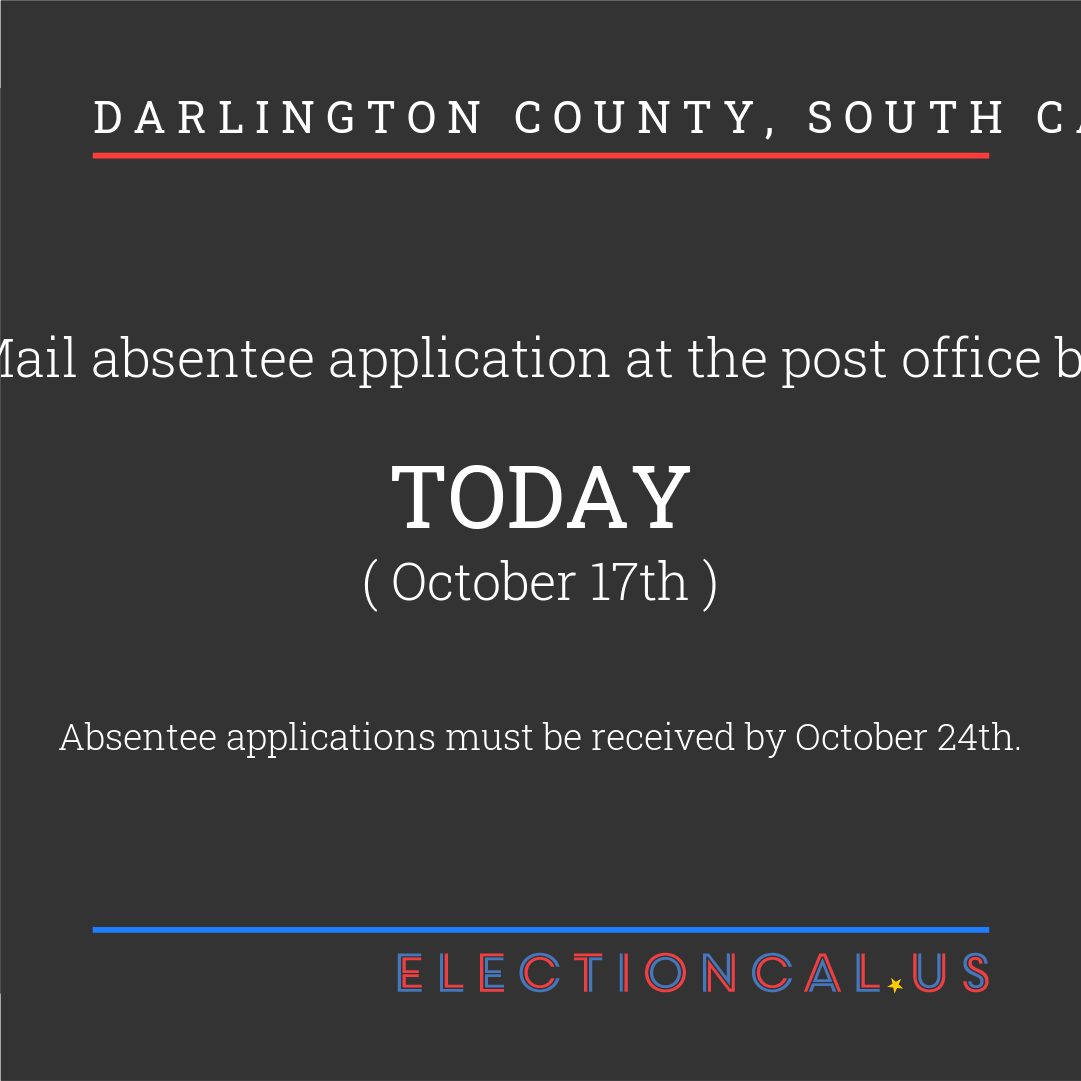 DARLINGTON COUNTY, SOUTH
Mail absentee application at the post office
TODAY
( October 17th )
Absentee applications must be received by October 24th.
ELECTIONCAL.US